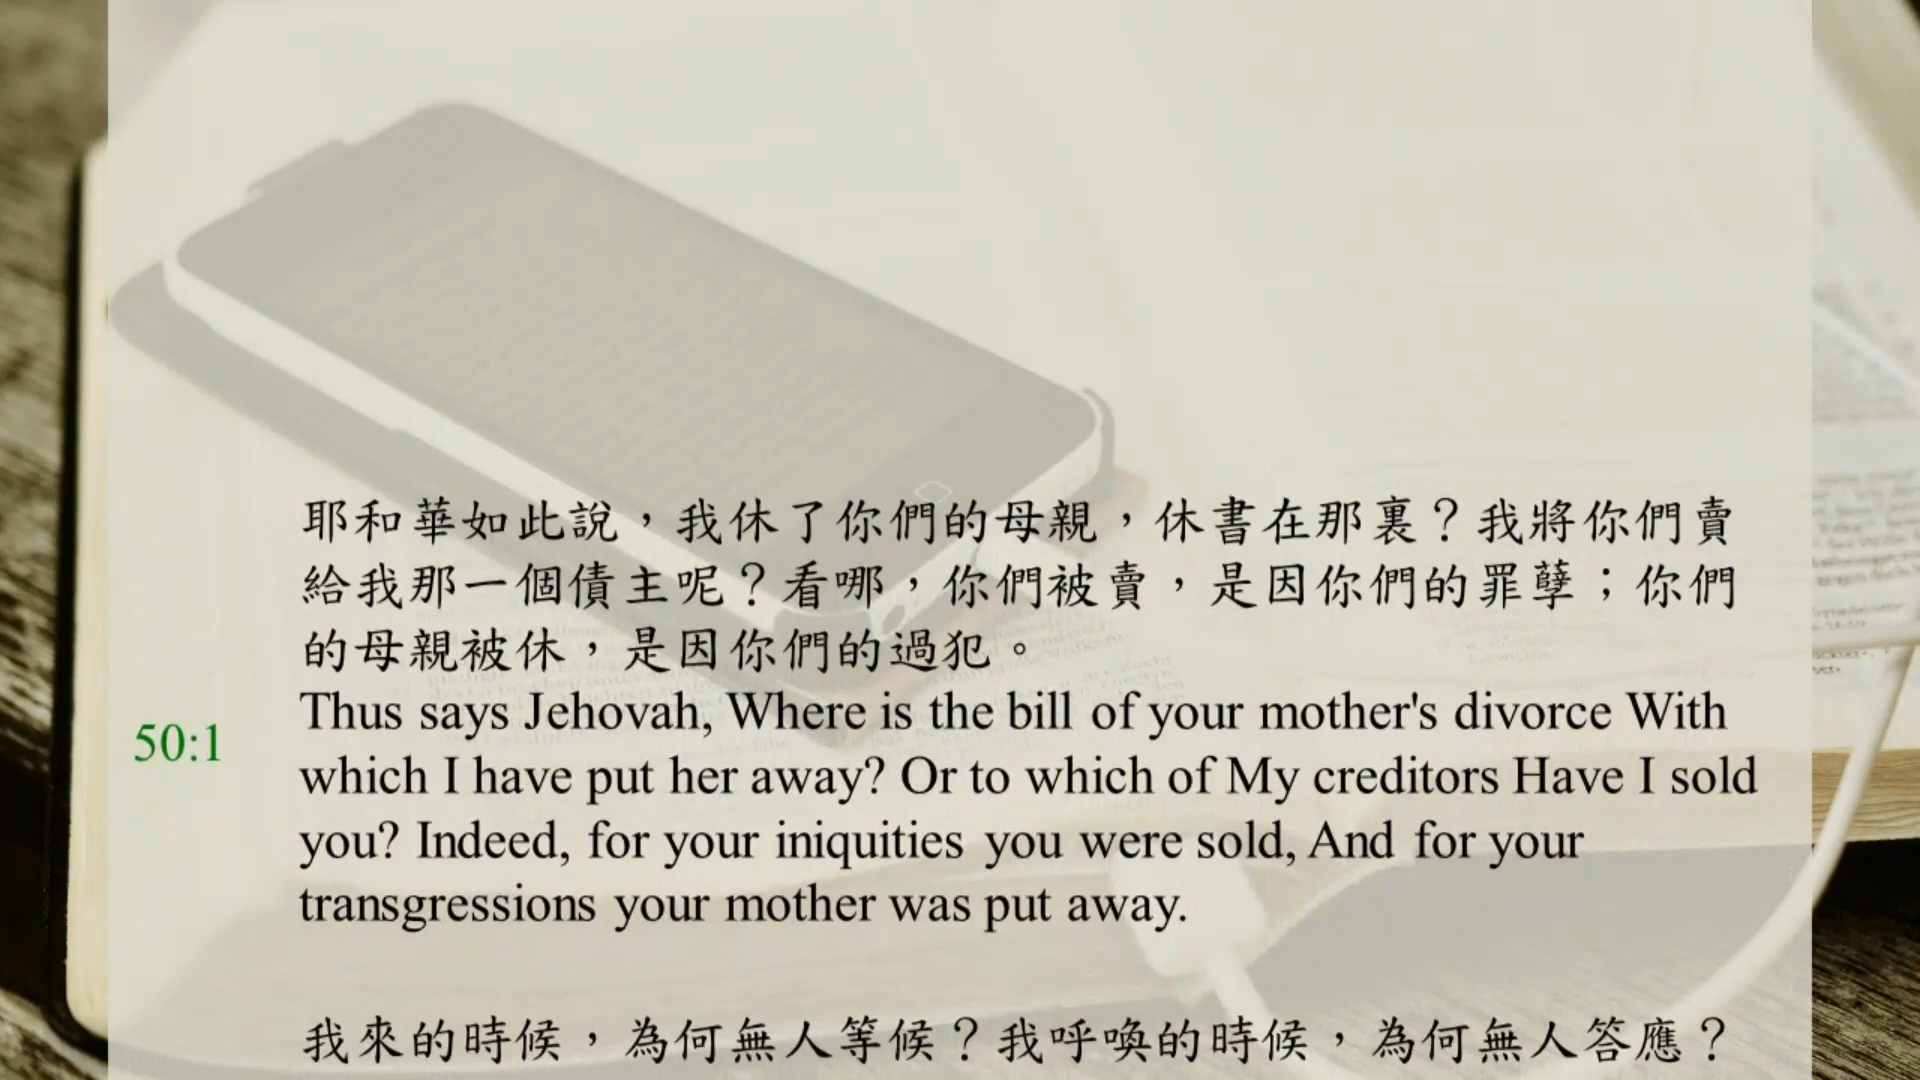 耶和華如此說，我休了你們的母親，休書在那裏？我將你們賣
給我那一個債主呢？看哪，你們被賣，是因你們的罪孽；你們
的母親被休，是因你們的過犯。
50:1
Thus says Jehovah, Where is the bill of your mother's divorce With
which I have put her away? Or to which of My creditors Have I sold
you? Indeed, for your iniquities you were sold, And for your
transgressions your mother was put away.
我來的時候，為何無人等候？我呼喚的時候，為何無人答應？